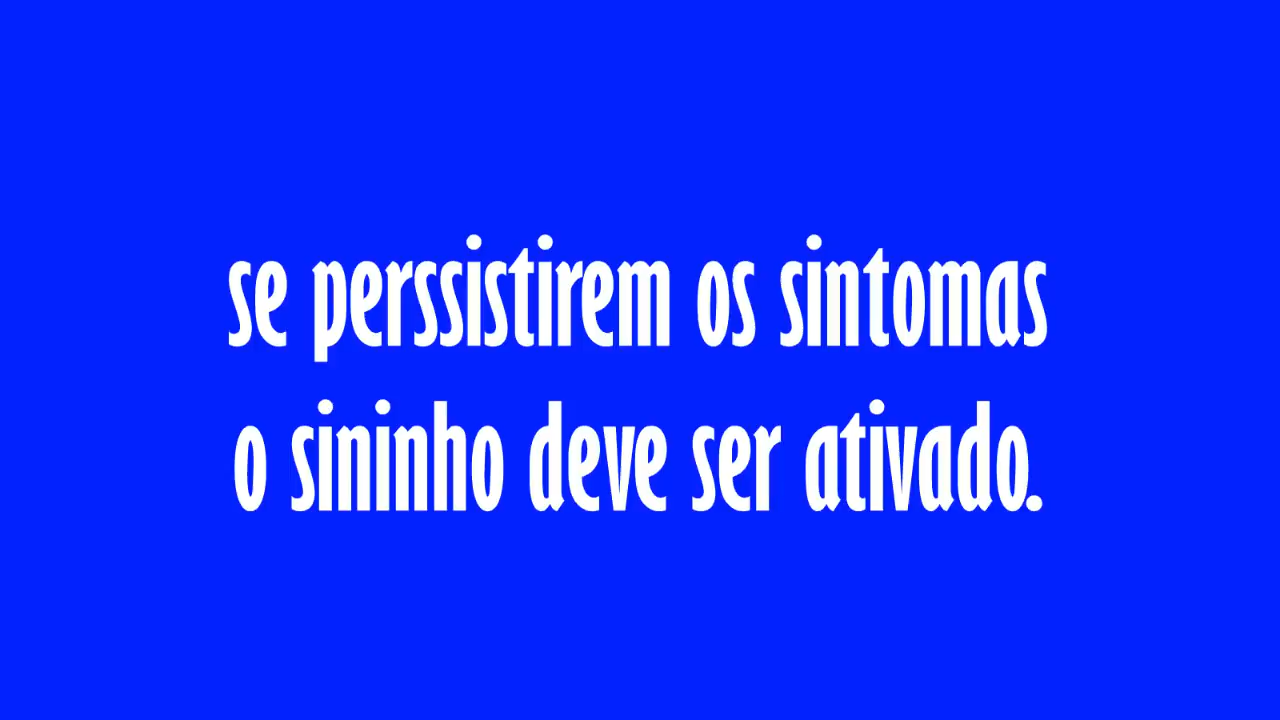 se perssistirem os sintomas
o sininho deve ser ativado.